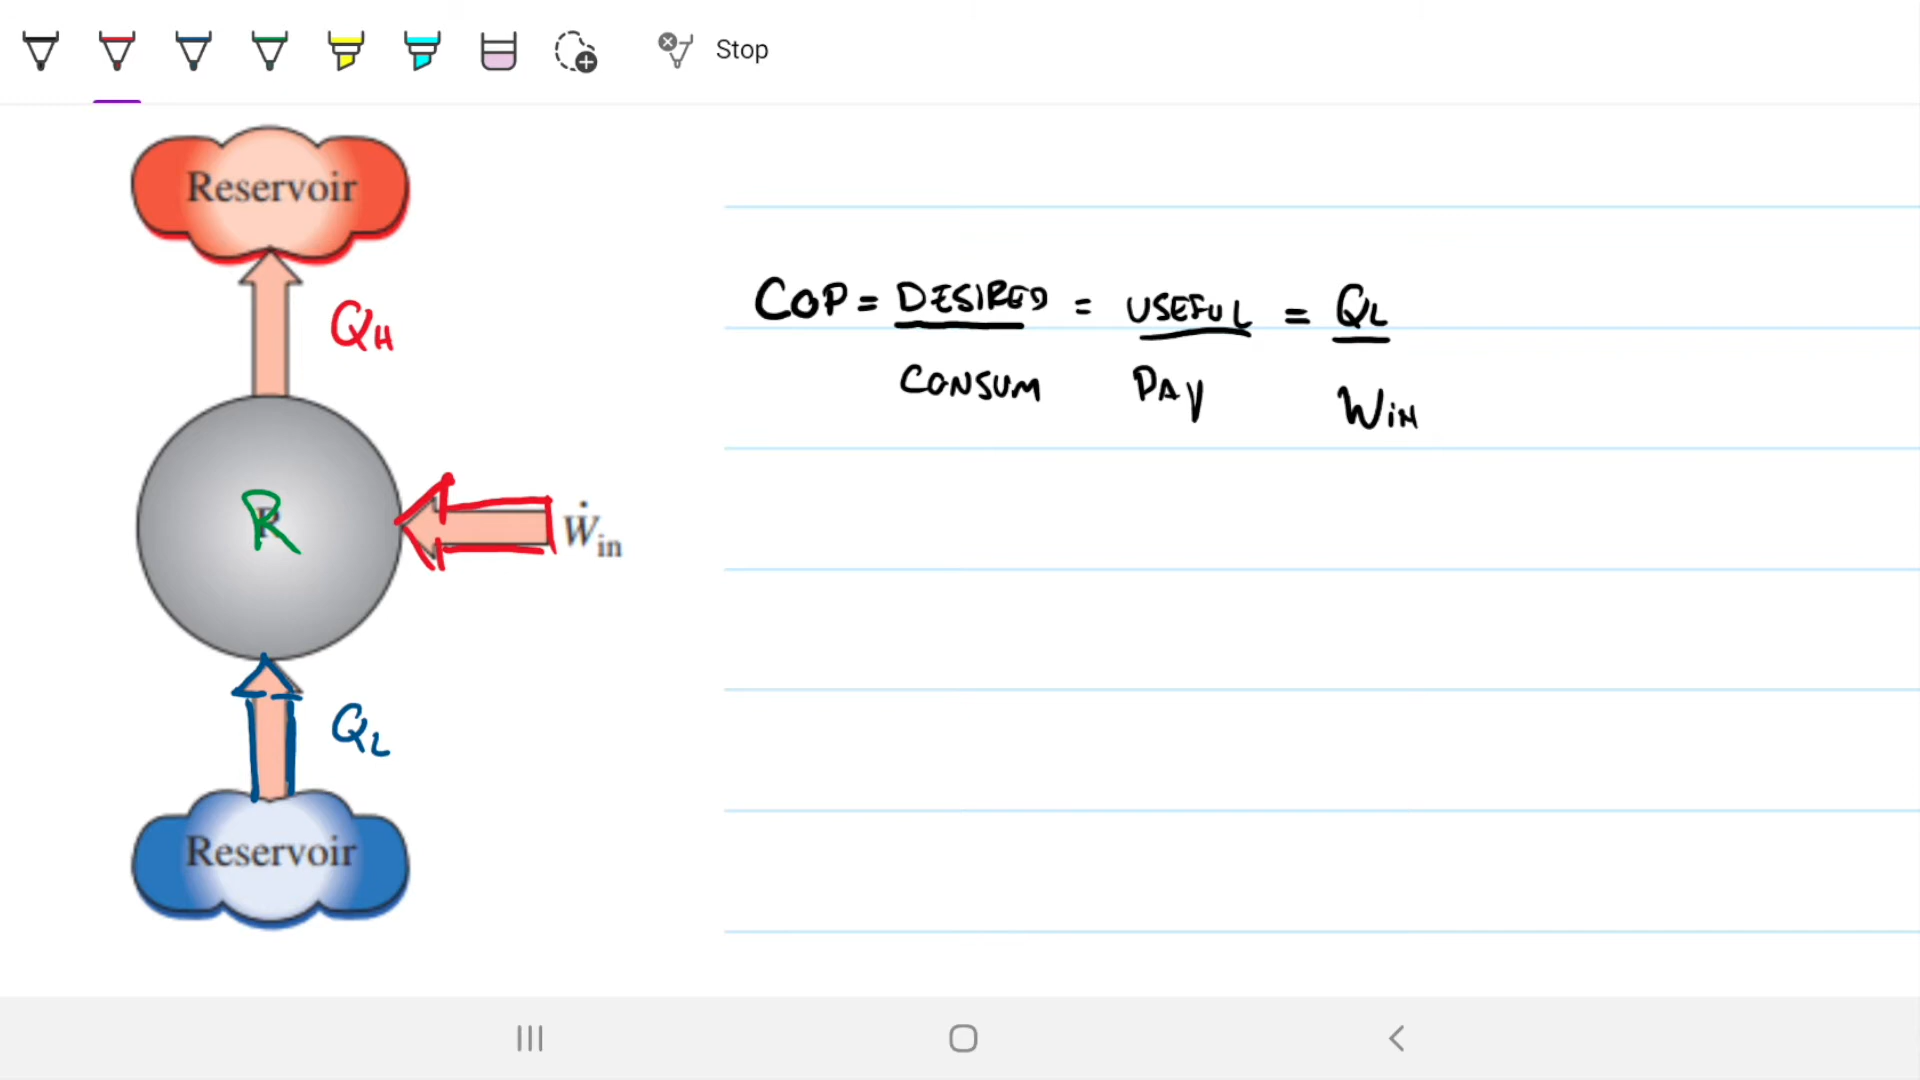 Stop
Reservoir
COP = DESIRED = USEFUL = QL
CONSUM PAY WIN
QH
R
Ẇin
QL
Reservoir